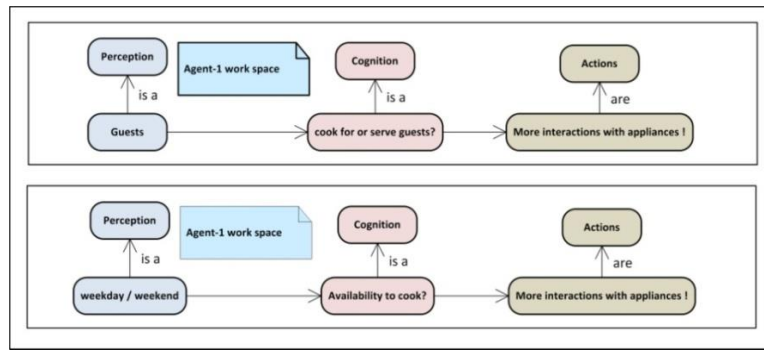 Perception
Agent-1 work space
Cognition
Actions
is a
is a
are
Guests
cook for or serve guests?
More interactions with appliances !
Perception
Agent-1 work space
Cognition
Actions
is a
is a
are
weekday / weekend
Availability to cook?
More interactions with appliances !